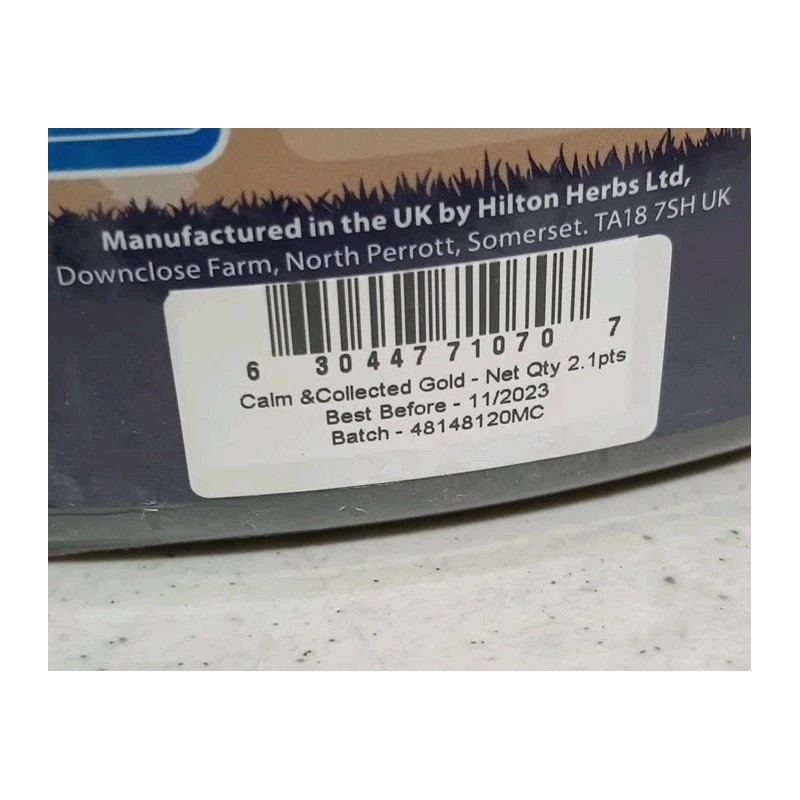 Manufactured in the UK by Hilton Herbs Ltd,
Downclose Farm, North Perrott, Somerset. TA18 7SH UK
6 30447 71070 7
Calm &Collected Gold - Net Qty 2.1pts
Best Before - 11/2023
Batch - 48148120MC